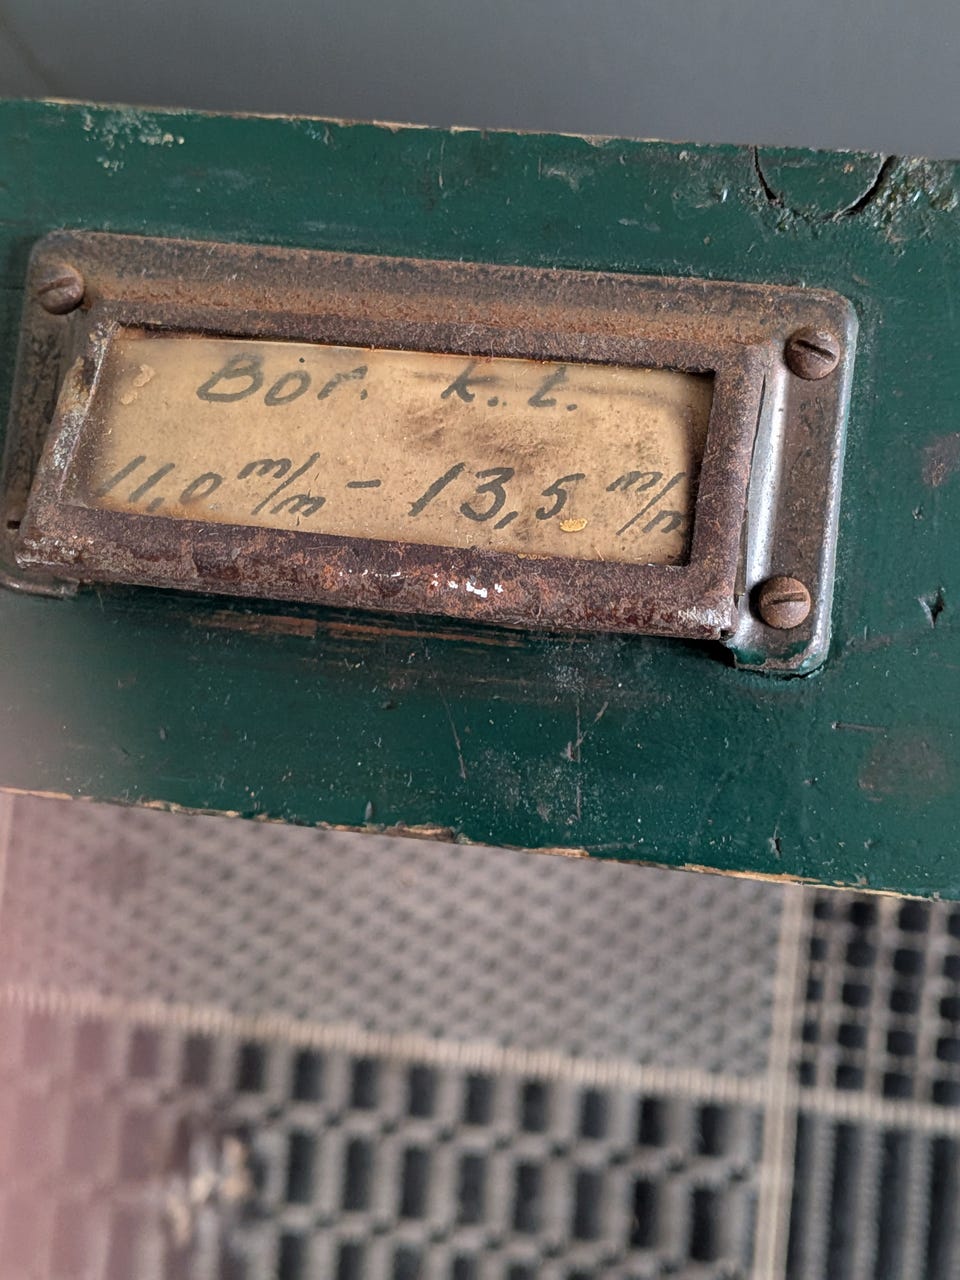 Bor. k.t.
11,0 m/m - 13,5 m/m